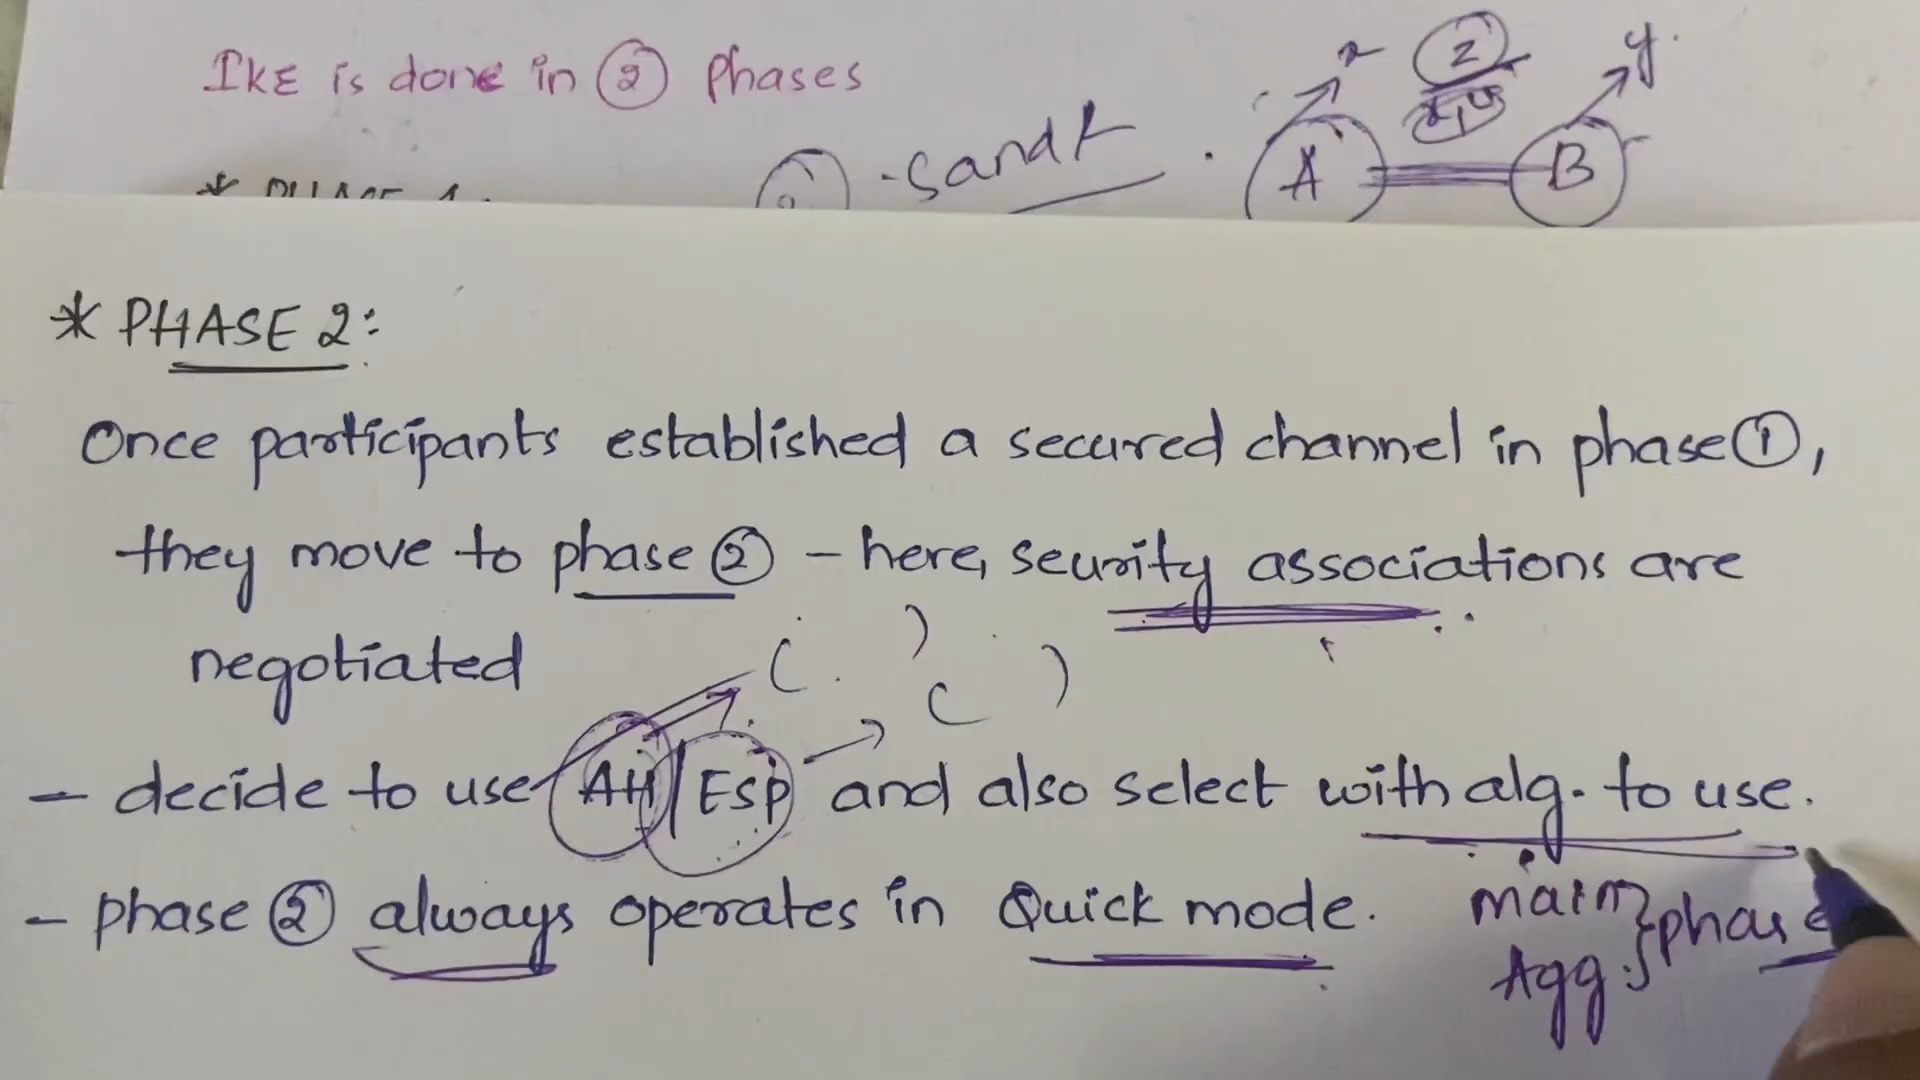 IKE is done in ② phases
x
z
x,y
y.
- Sandk
A
B
* PHASE 2:
Once participants established a secured channel in phase ①,
they move to phase ② – here, seurity associations are
negotiated
( . )
( )
– decide to use AH/ESP and also select with alg. to use.
– phase ② always operates in Quick mode.
main
Agg. } phase